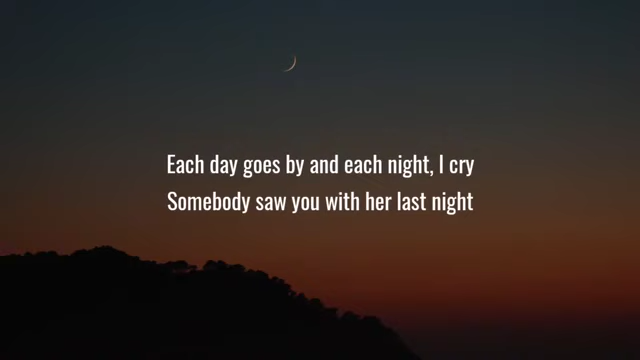 Each day goes by and each night, I cry
Somebody saw you with her last night